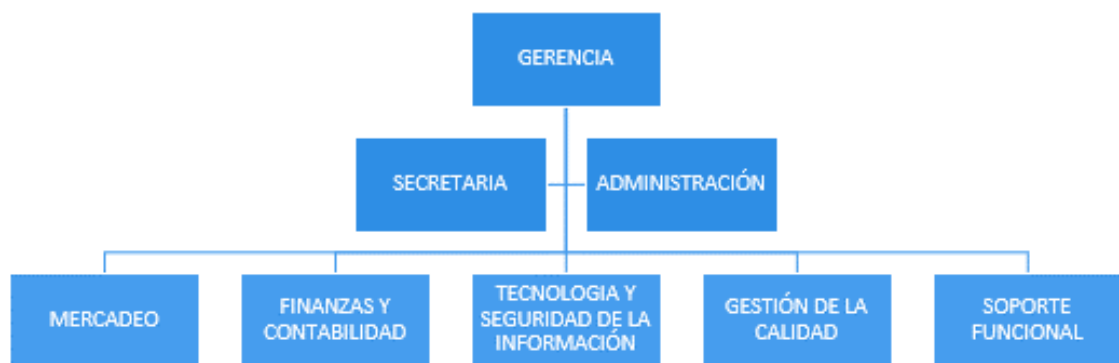 GERENCIA
SECRETARIA
ADMINISTRACIÓN
MERCADEO
FINANZAS Y
CONTABILIDAD
TECNOLOGIA Y
SEGURIDAD DE LA
INFORMACIÓN
GESTIÓN DE LA
CALIDAD
SOPORTE
FUNCIONAL